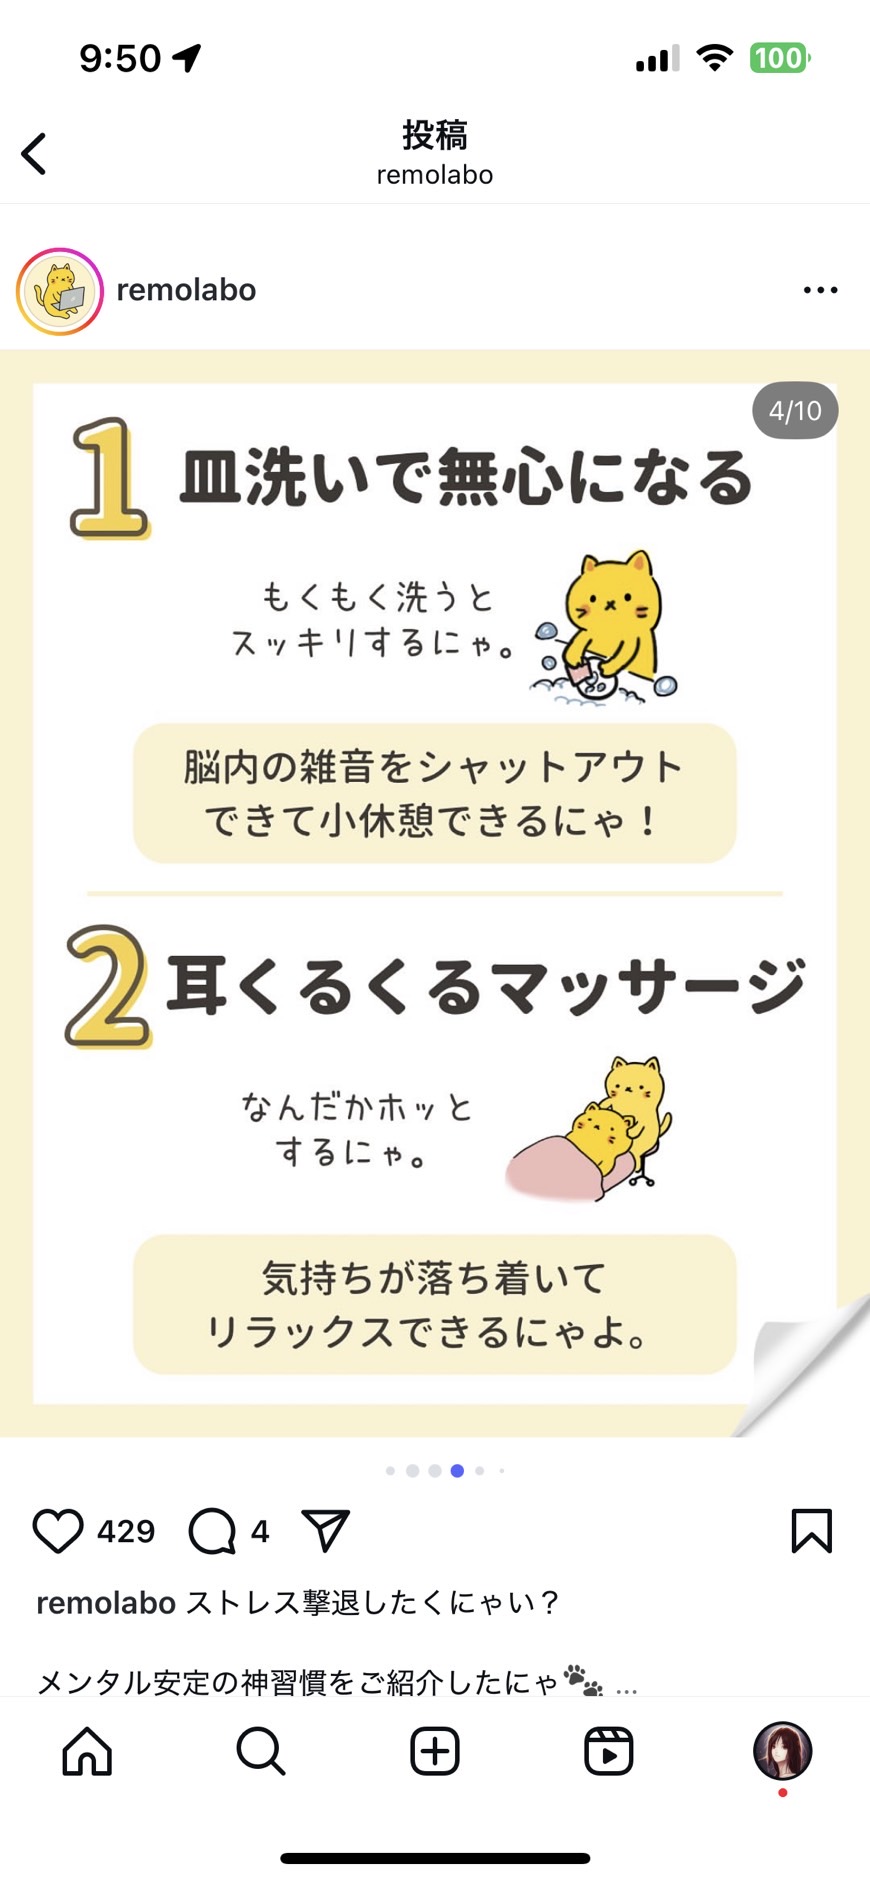 9:50
100
投稿
remolabo
remolabo
4/10
1 皿洗いで無心になる
もくもく洗うと
スッキリするにゃ。
脳内の雑音をシャットアウト
できて小休憩できるにゃ！
2 耳くるくるマッサージ
なんだかホッと
するにゃ。
気持ちが落ち着いて
リラックスできるにゃよ。
429 4
remolabo ストレス撃退したくにゃい？
メンタル安定の神習慣をご紹介したにゃ🐾 ...